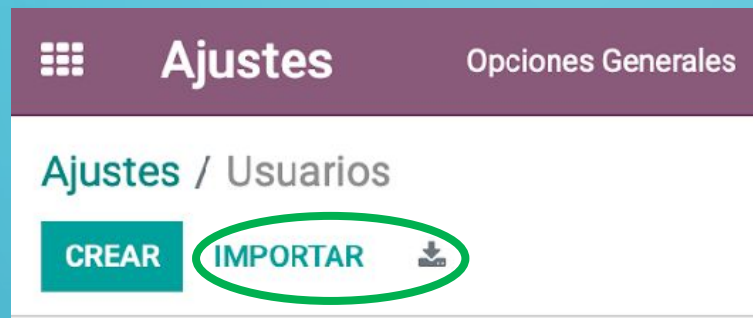 Ajustes Opciones Generales
Ajustes / Usuarios
CREAR IMPORTAR